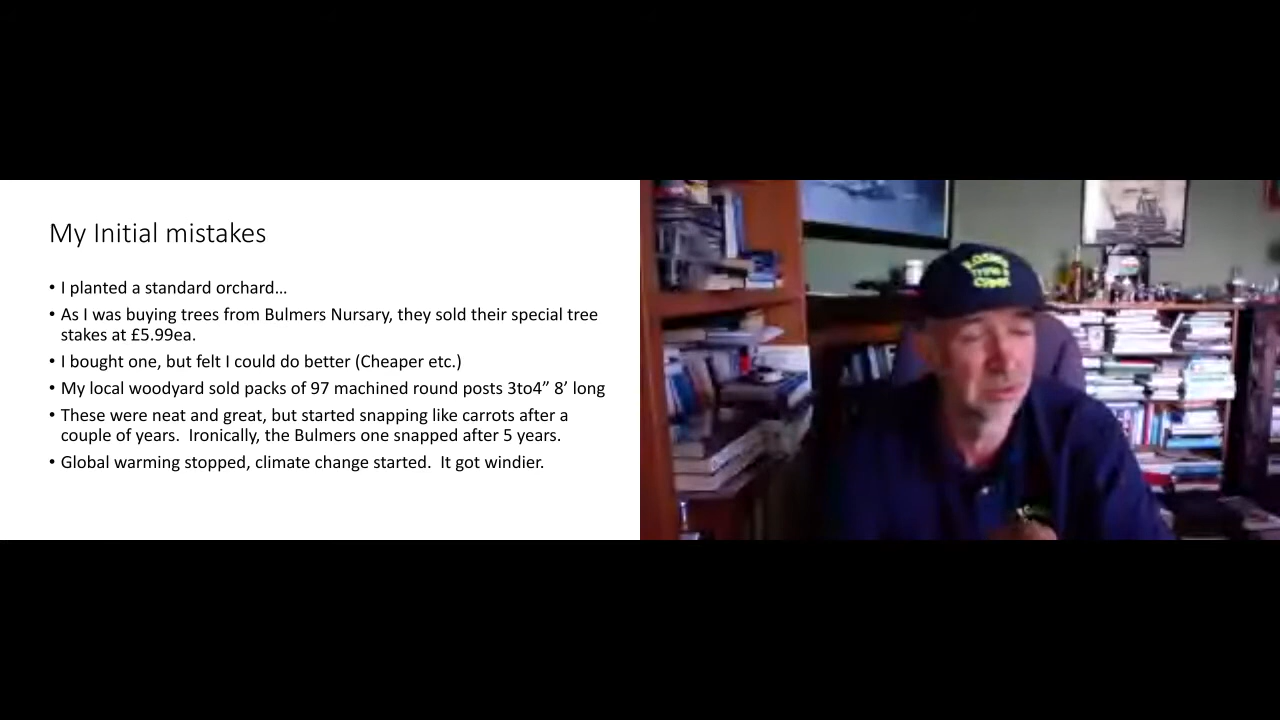 My Initial mistakes
• I planted a standard orchard...
• As I was buying trees from Bulmers Nursary, they sold their special tree
stakes at £5.99ea.
• I bought one, but felt I could do better (Cheaper etc.)
• My local woodyard sold packs of 97 machined round posts 3to4” 8’ long
• These were neat and great, but started snapping like carrots after a
couple of years.  Ironically, the Bulmers one snapped after 5 years.
• Global warming stopped, climate change started.  It got windier.